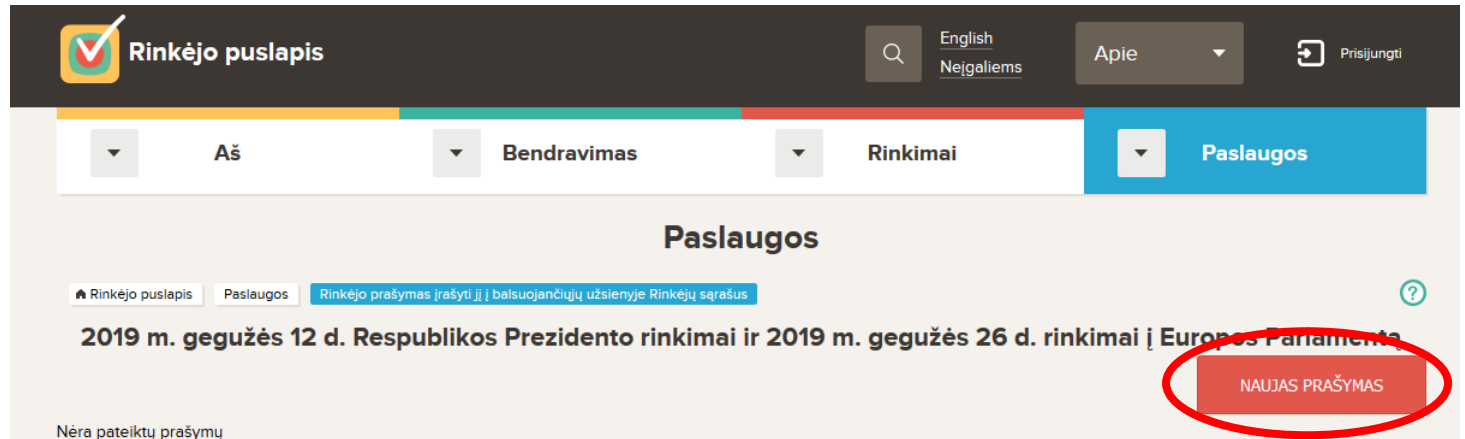 Rinkėjo puslapis
English
Neįgaliems
Apie
Prisijungti
Aš
Bendravimas
Rinkimai
Paslaugos
Paslaugos
Rinkėjo puslapis
Paslaugos
Rinkėjo prašymas įrašyti jį į balsuojančiųjų užsienyje Rinkėjų sąrašus
?
2019 m. gegužės 12 d. Respublikos Prezidento rinkimai ir 2019 m. gegužės 26 d. rinkimai į Europos Parlamentą
NAUJAS PRAŠYMAS
Nėra pateiktų prašymų